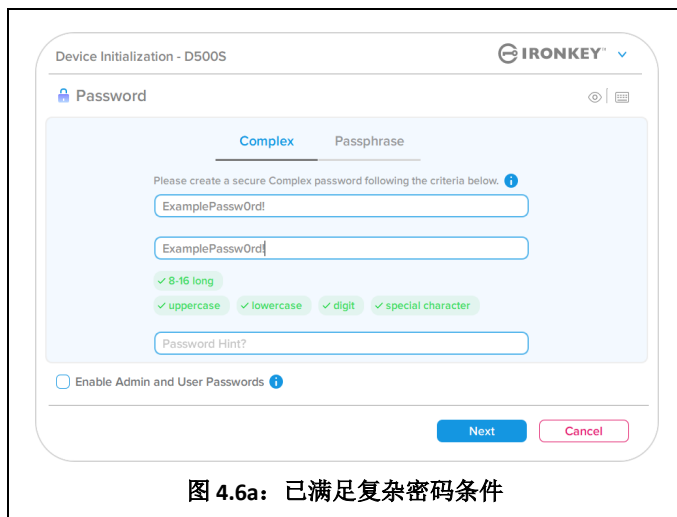 Device Initialization - D500S
IRONKEY™
Password
Complex Passphrase
Please create a secure Complex password following the criteria below.
ExamplePassw0rd!
ExamplePassw0rd!
8-16 long
uppercase lowercase digit special character
Password Hint?
Enable Admin and User Passwords
Next Cancel
图 4.6a：已满足复杂密码条件